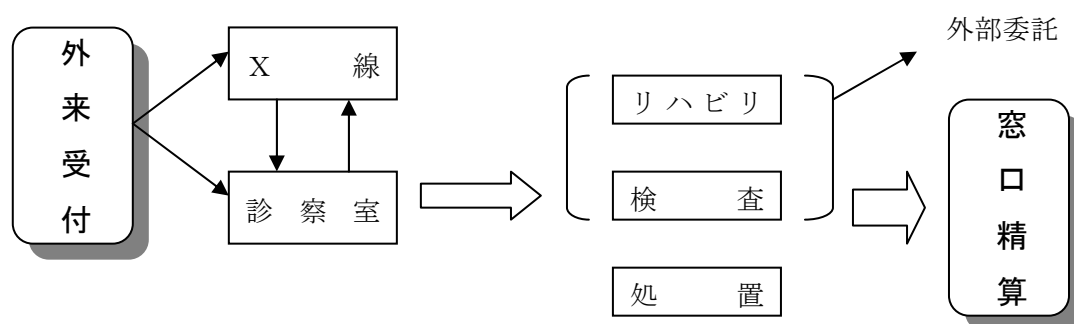 外来受付
X 線
診 察 室
リ ハ ビ リ
検 査
処 置
外部委託
窓口精算